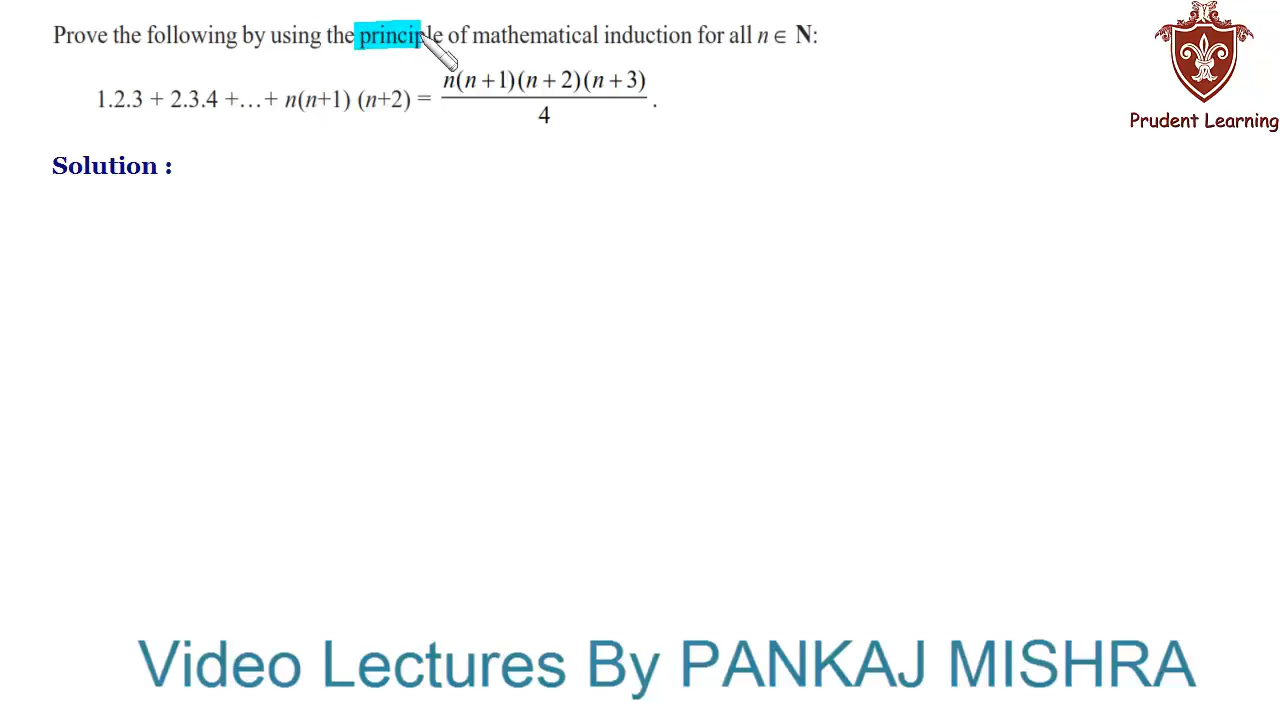 Prove the following by using the principle of mathematical induction for all n ∈ N:
1.2.3 + 2.3.4 +…+ n(n+1) (n+2) = n(n+1)(n+2)(n+3)/4 .
Prudent Learning
Solution :
Video Lectures By PANKAJ MISHRA